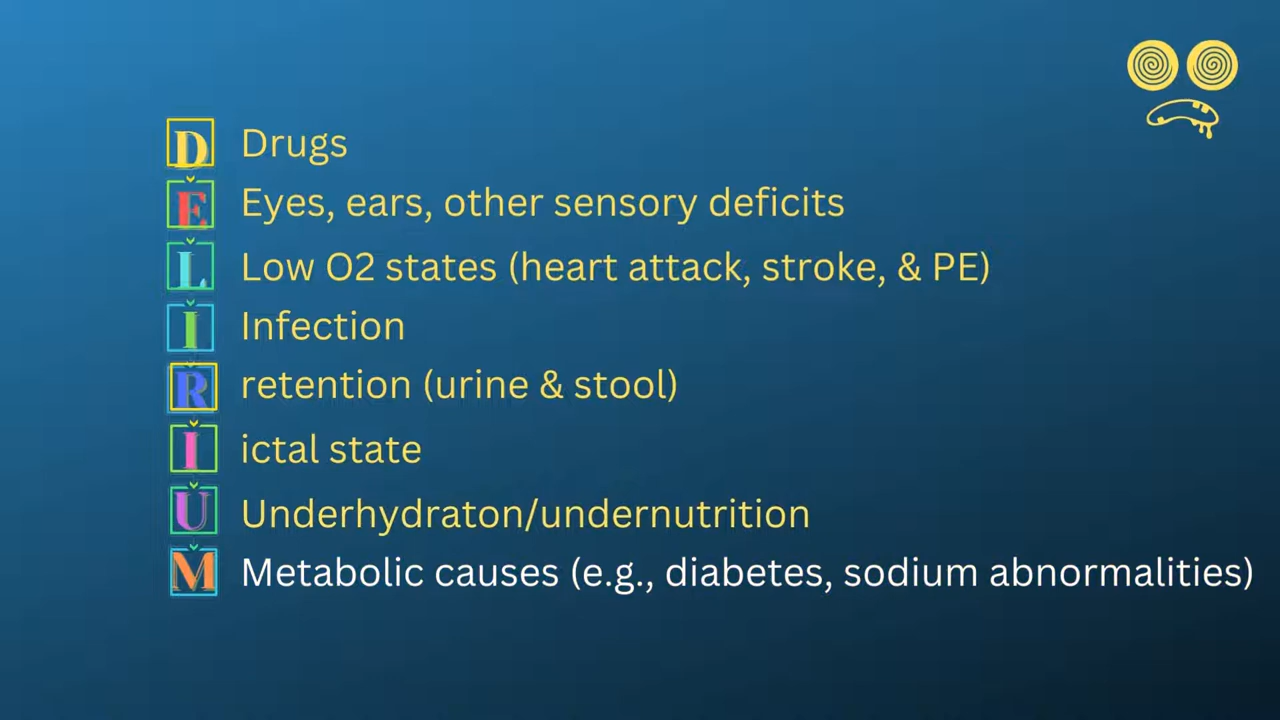 D Drugs
E Eyes, ears, other sensory deficits
L Low O2 states (heart attack, stroke, & PE)
I Infection
R retention (urine & stool)
I ictal state
U Underhydraton/undernutrition
M Metabolic causes (e.g., diabetes, sodium abnormalities)